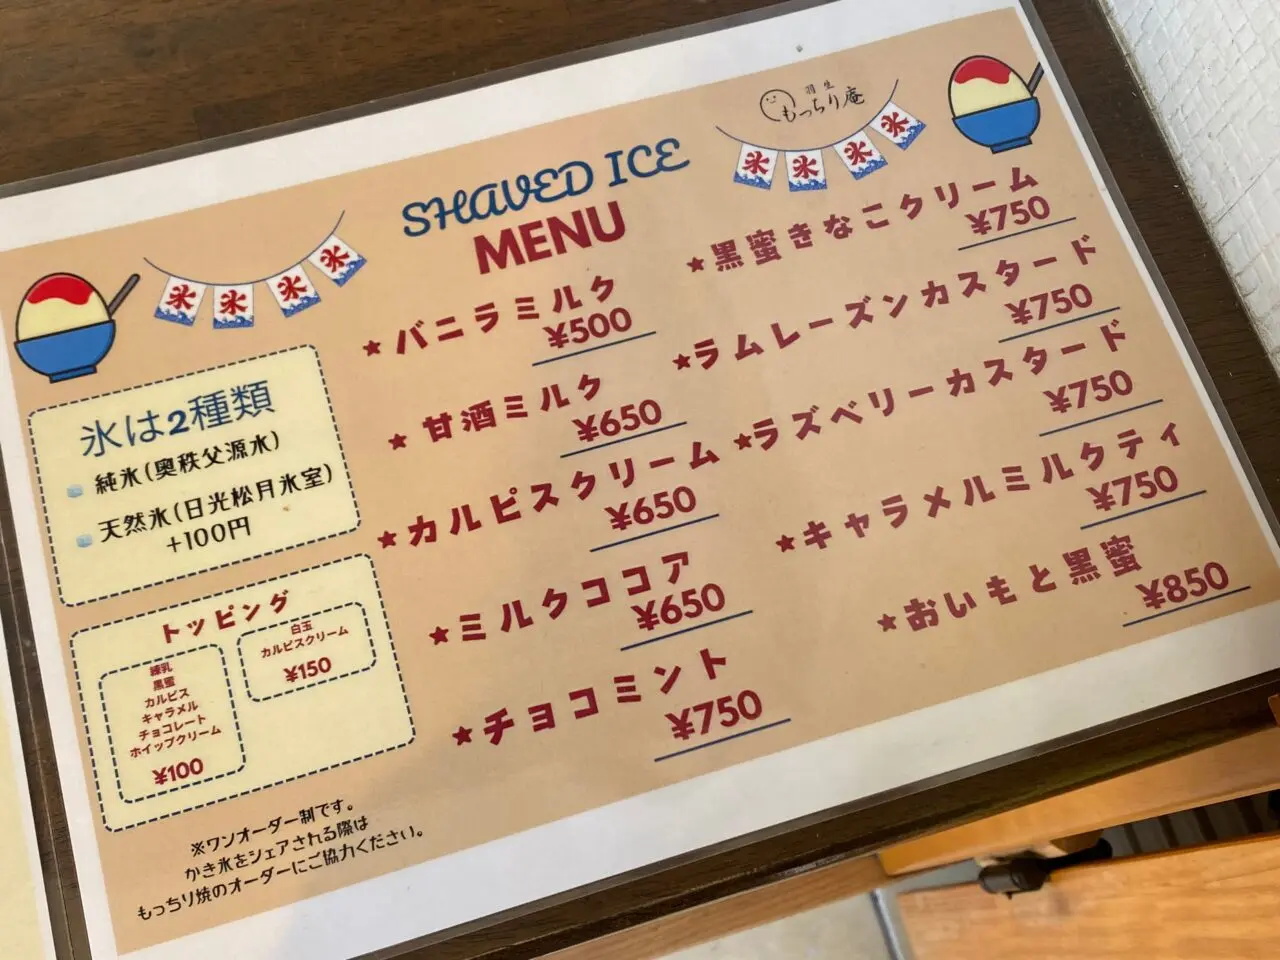 SHAVED ICE
MENU
羽生
もっちり庵
氷 氷 氷 氷
氷 氷 氷 氷
氷は2種類
純氷(奥秩父源水)
天然氷(日光松月氷室)
+100円
トッピング
練乳
黒蜜
カルピス
キャラメル
チョコレート
ホイップクリーム
¥100
白玉
カルピスクリーム
¥150
※ワンオーダー制です。
かき氷をシェアされる際は
もっちり焼のオーダーにご協力ください。
★バニラミルク
¥500
★甘酒ミルク
¥650
★カルピスクリーム
¥650
★ミルクココア
¥650
★チョコミント
¥750
★黒蜜きなこクリーム
¥750
★ラムレーズンカスタード
¥750
★ラズベリーカスタード
¥750
★キャラメルミルクティ
¥750
★おいもと黒蜜
¥850